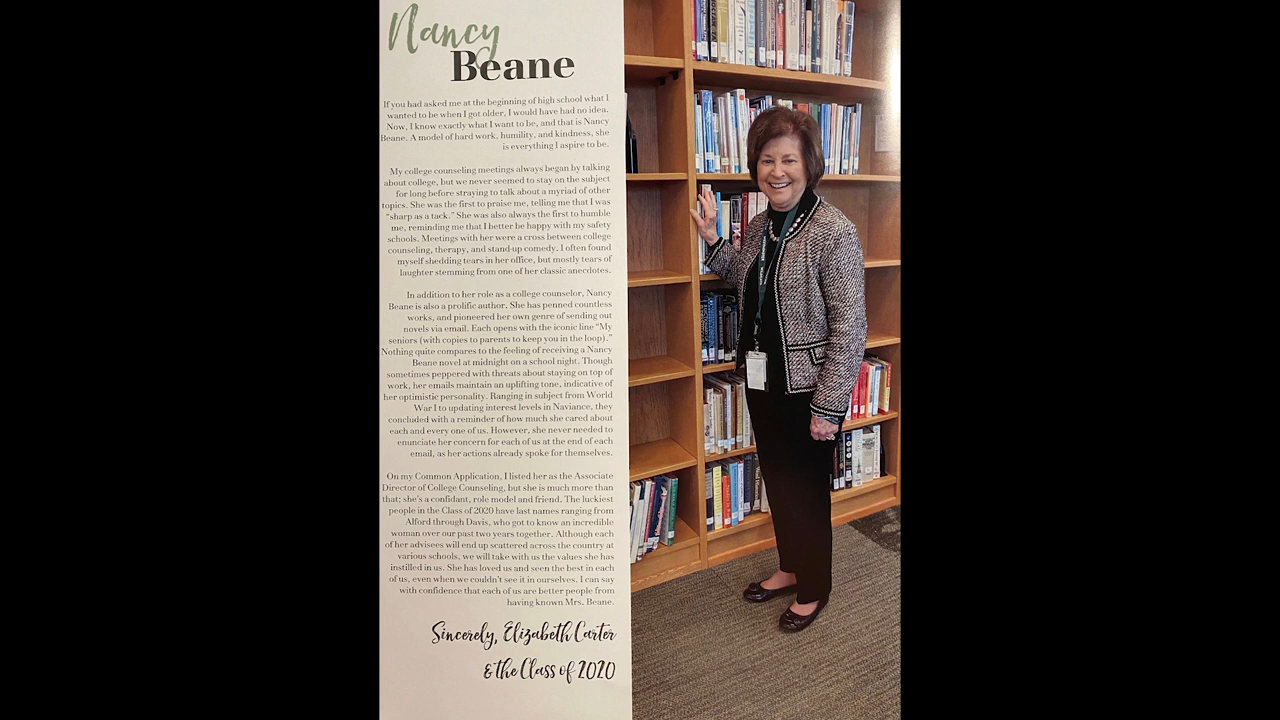 Nancy
Beane
If you had asked me at the beginning of high school what I
wanted to be when I got older, I would have had no idea.
Now, I know exactly what I want to be, and that is Nancy
Beane. A model of hard work, humility, and kindness, she
is everything I aspire to be.
My college counseling meetings always began by talking
about college, but we never seemed to stay on the subject
for long before straying to talk about a myriad of other
topics. She was the first to praise me, telling me that I was
“sharp as a tack.” She was also always the first to humble
me, reminding me that I better be happy with my safety
schools. Meetings with her were a cross between college
counseling, therapy, and stand-up comedy. I often found
myself shedding tears in her office, but mostly tears of
laughter stemming from one of her classic anecdotes.
In addition to her role as a college counselor, Nancy
Beane is also a prolific author. She has penned countless
works, and pioneered her own genre of sending out
novels via email. Each opens with the iconic line “My
seniors (with copies to parents to keep you in the loop).”
Nothing quite compares to the feeling of receiving a Nancy
Beane novel at midnight on a school night. Though
sometimes peppered with threats about staying on top of
work, her emails maintain an uplifting tone, indicative of
her optimistic personality. Ranging in subject from World
War I to updating interest levels in Naviance, they
concluded with a reminder of how much she cared about
each and every one of us. However, she never needed to
enunciate her concern for each of us at the end of each
email, as her actions already spoke for themselves.
On my Common Application, I listed her as the Associate
Director of College Counseling, but she is much more than
that; she's a confidant, role model and friend. The luckiest
people in the Class of 2020 have last names ranging from
Alford through Davis, who got to know an incredible
woman over our past two years together. Although each
of her advisees will end up scattered across the country at
various schools, we will take with us the values she has
instilled in us. She has loved us and seen the best in each
of us, even when we couldn't see it in ourselves. I can say
with confidence that each of us are better people from
having known Mrs. Beane.
Sincerely, Elizabeth Carter
& the Class of 2020